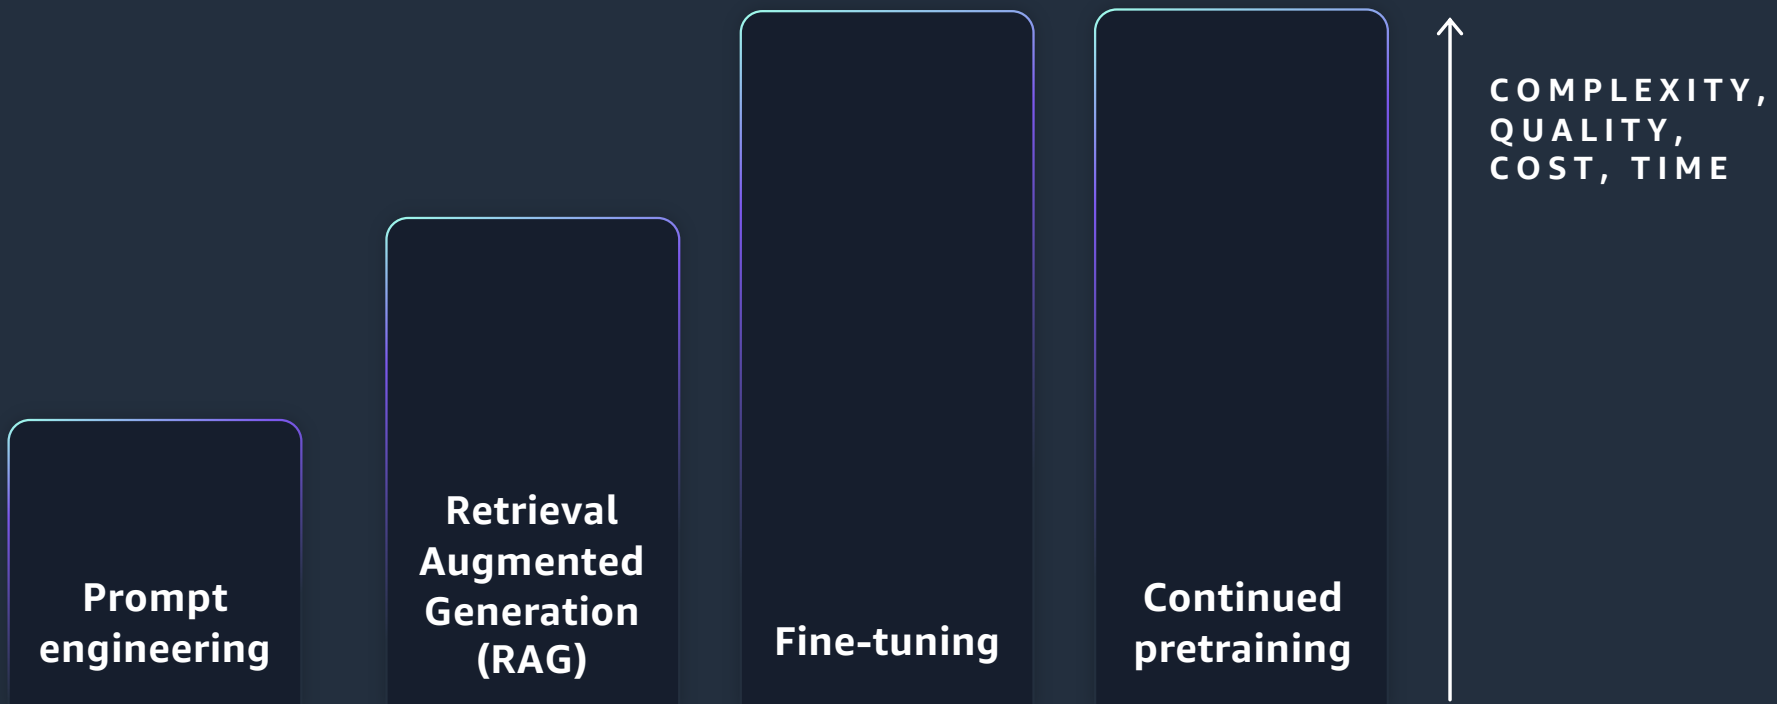 Prompt
engineering
Retrieval
Augmented
Generation
(RAG)
Fine-tuning
Continued
pretraining
COMPLEXITY,
QUALITY,
COST, TIME